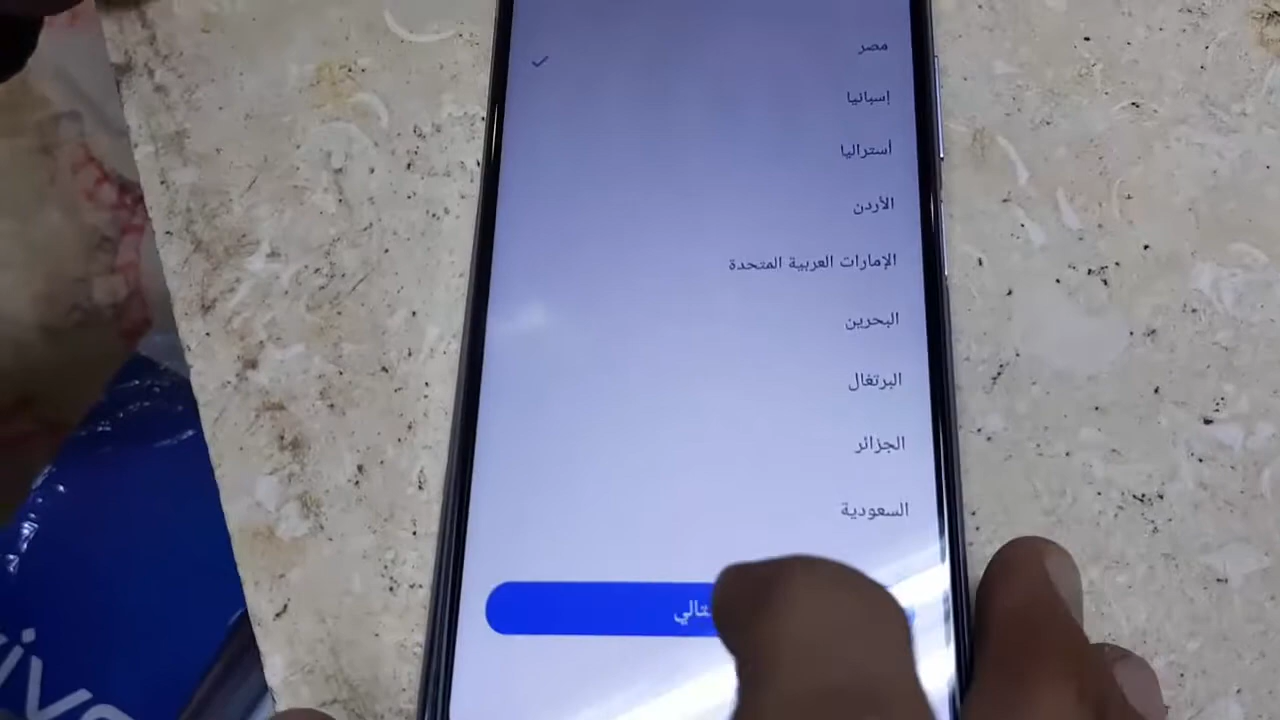 مصر
إسبانيا
أستراليا
الأردن
الإمارات العربية المتحدة
البحرين
البرتغال
الجزائر
السعودية